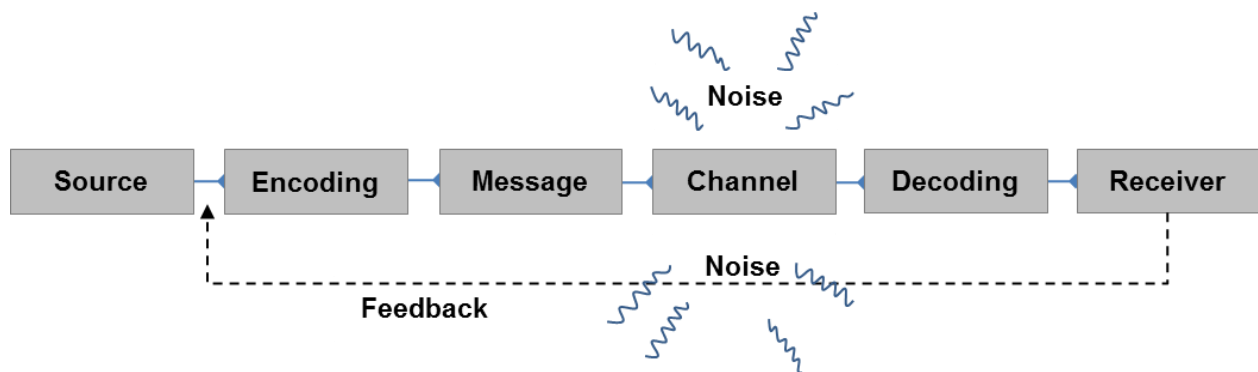 Noise
Source Encoding Message Channel Decoding Receiver
Noise
Feedback